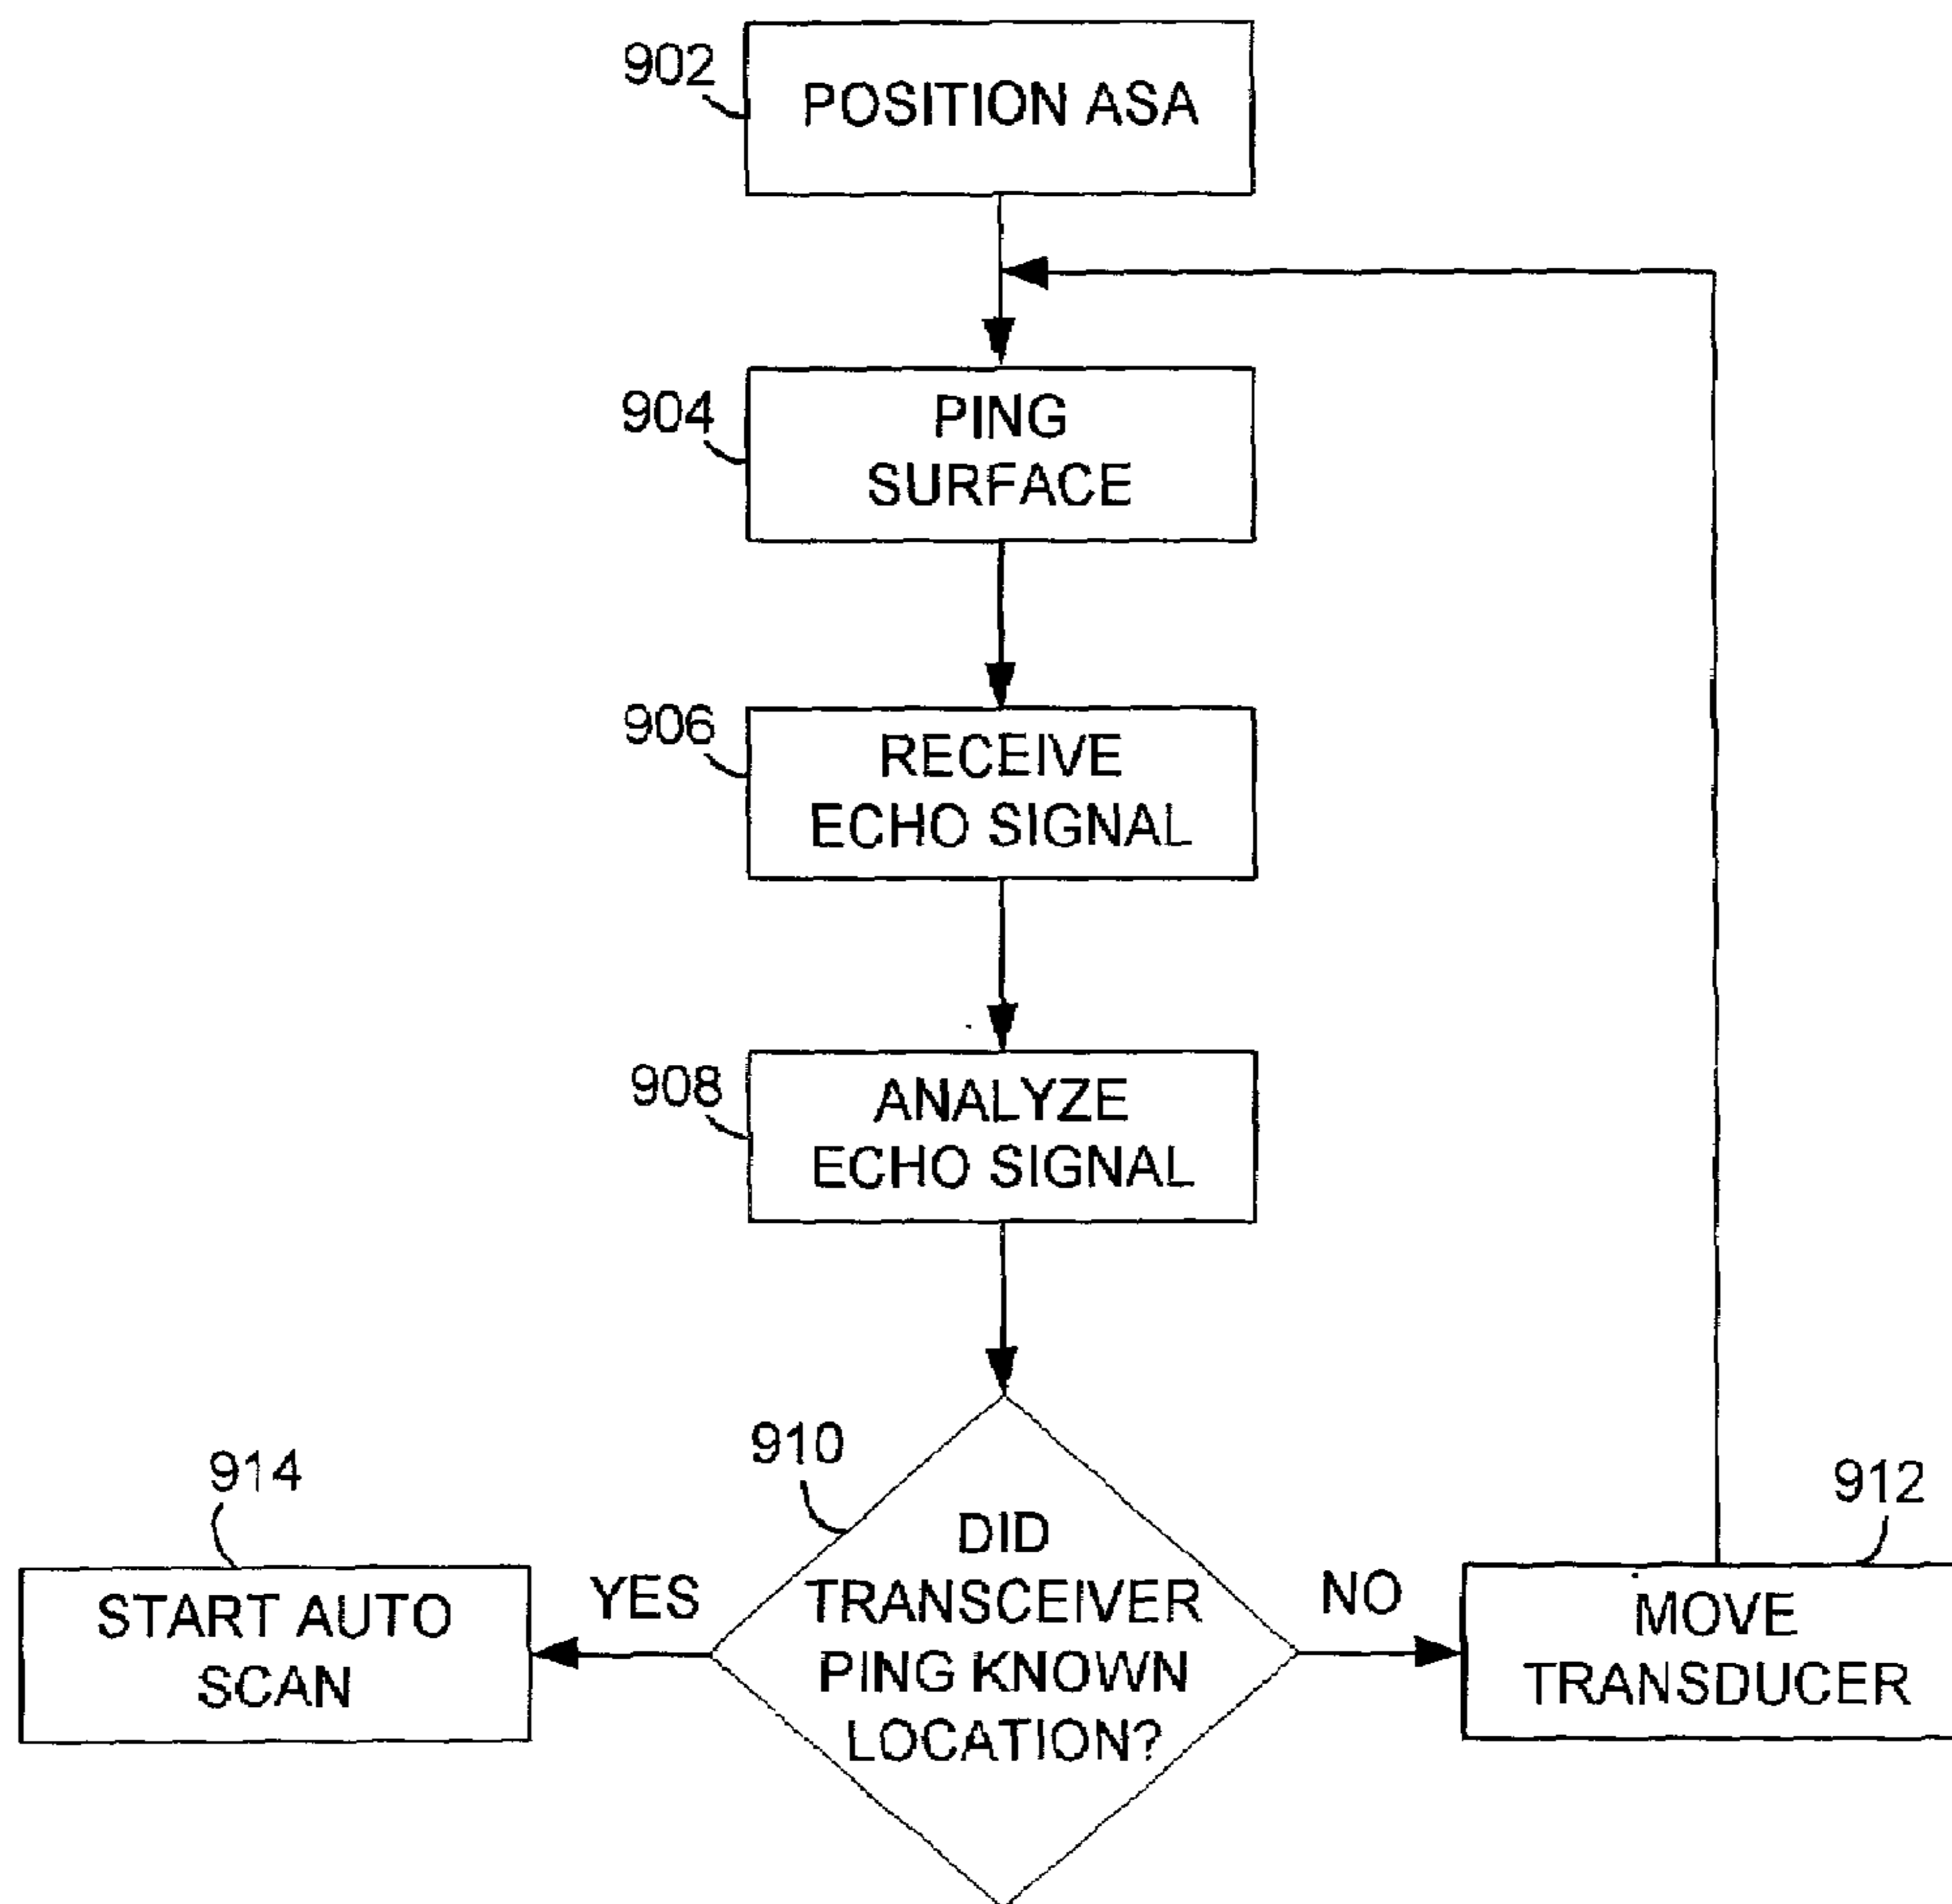 902
POSITION ASA
904
PING
SURFACE
906
RECEIVE
ECHO SIGNAL
908
ANALYZE
ECHO SIGNAL
910
DID
TRANSCEIVER
PING KNOWN
LOCATION?
YES
NO
914
START AUTO
SCAN
912
MOVE
TRANSDUCER